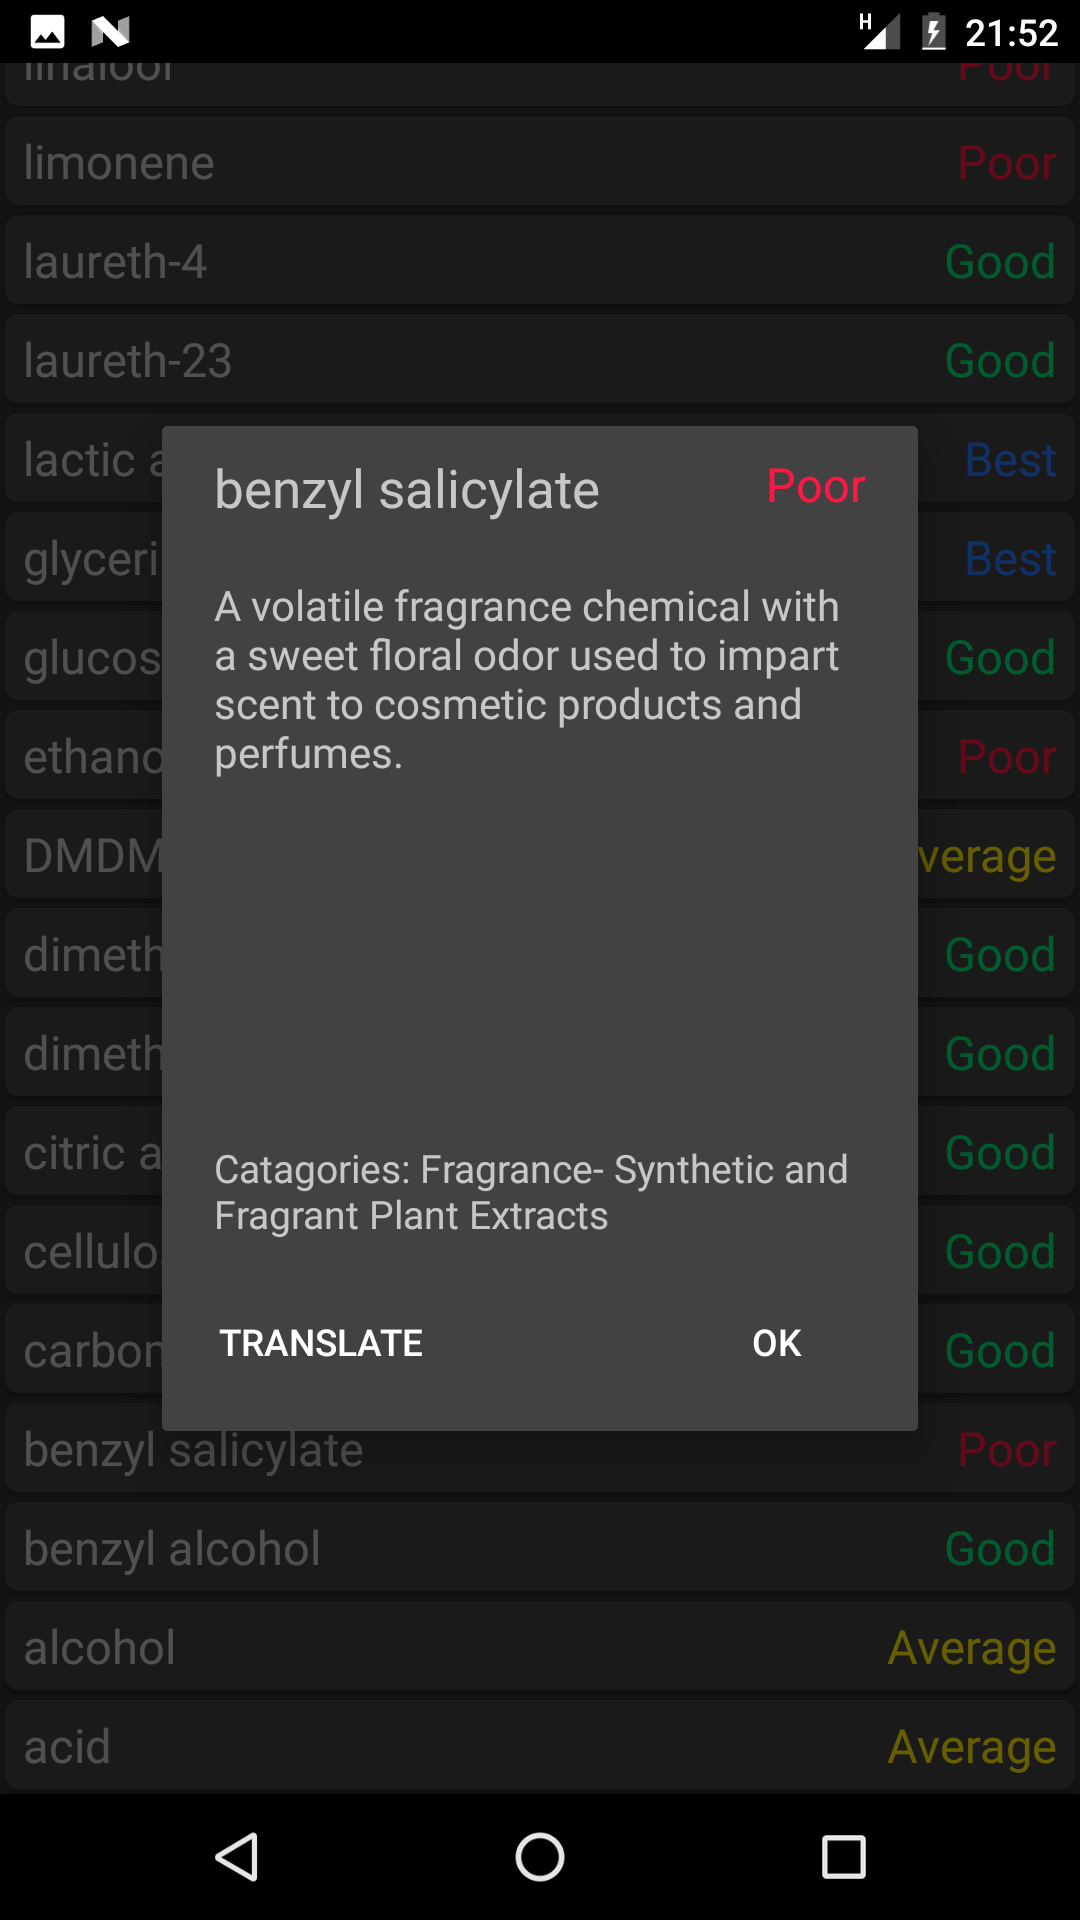 H 21:52
linalool Poor
limonene Poor
laureth-4 Good
laureth-23 Good
lactic a Best
benzyl salicylate Poor
glyceri Best
A volatile fragrance chemical with
a sweet floral odor used to impart
scent to cosmetic products and
perfumes.
glucos Good
ethano Poor
DMDM verage
dimeth Good
dimeth Good
citric a Good
Catagories: Fragrance- Synthetic and
Fragrant Plant Extracts
cellulo Good
carbon Good
TRANSLATE OK
benzyl salicylate Poor
benzyl alcohol Good
alcohol Average
acid Average